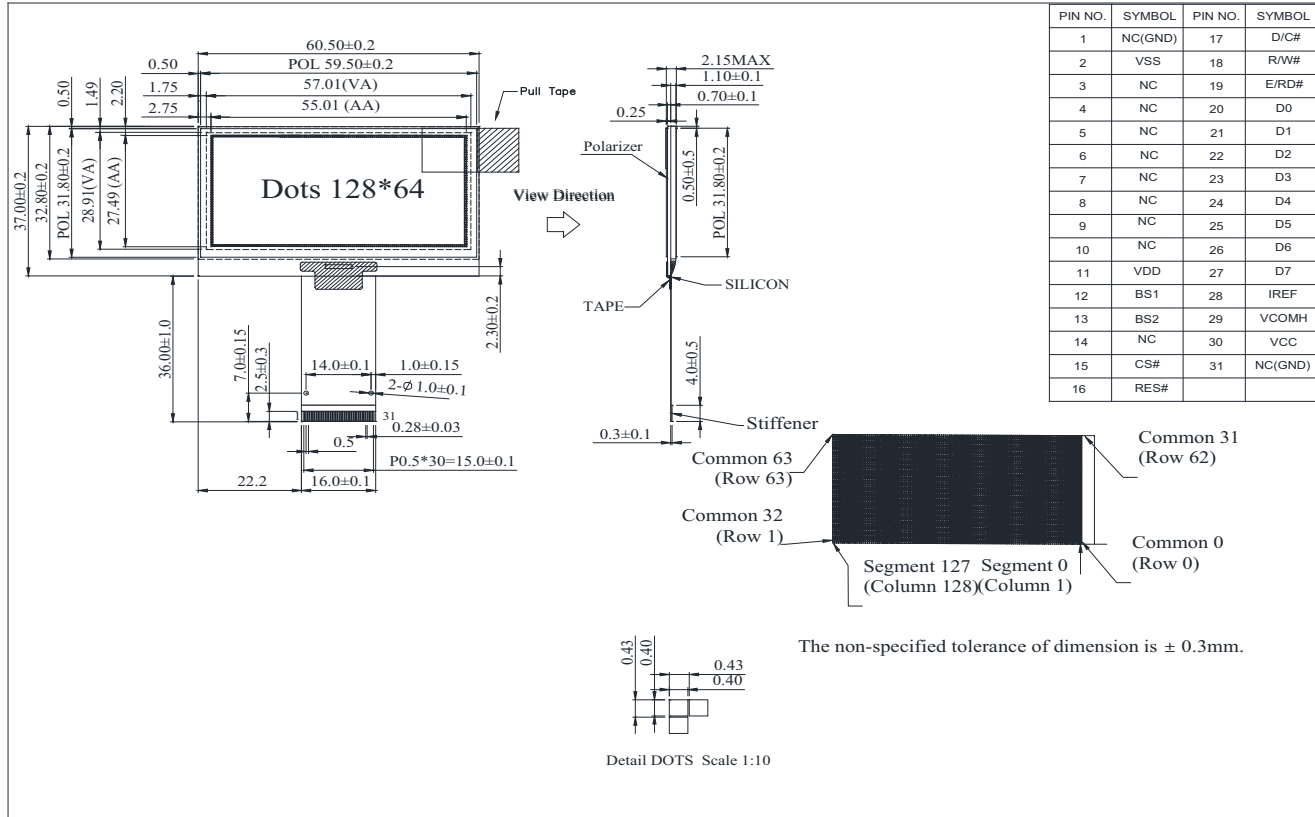 60.50±0.2
0.50
POL 59.50±0.2
1.75
57.01(VA)
2.75
55.01 (AA)
0.50
1.49
2.20
Pull Tape
37.00±0.2
32.80±0.2
POL 31.80±0.2
28.91(VA)
27.49 (AA)
Dots 128*64
View Direction
36.00±1.0
7.0±0.15
2.5±0.3
14.0±0.1
1.0±0.15
2-ϕ 1.0±0.1
2.30±0.2
1
31
0.28±0.03
0.5
P0.5*30=15.0±0.1
22.2
16.0±0.1
2.15MAX
1.10±0.1
0.70±0.1
0.25
Polarizer
0.50±0.5
POL 31.80±0.2
SILICON
TAPE
4.0±0.5
Stiffener
0.3±0.1
PIN NO. SYMBOL PIN NO. SYMBOL
1 NC(GND) 17 D/C#
2 VSS 18 R/W#
3 NC 19 E/RD#
4 NC 20 D0
5 NC 21 D1
6 NC 22 D2
7 NC 23 D3
8 NC 24 D4
9 NC 25 D5
10 NC 26 D6
11 VDD 27 D7
12 BS1 28 IREF
13 BS2 29 VCOMH
14 NC 30 VCC
15 CS# 31 NC(GND)
16 RES#
Common 63
(Row 63)
Common 31
(Row 62)
Common 32
(Row 1)
Common 0
(Row 0)
Segment 127 Segment 0
(Column 128)(Column 1)
The non-specified tolerance of dimension is ± 0.3mm.
0.43
0.40
0.43
0.40
Detail DOTS Scale 1:10